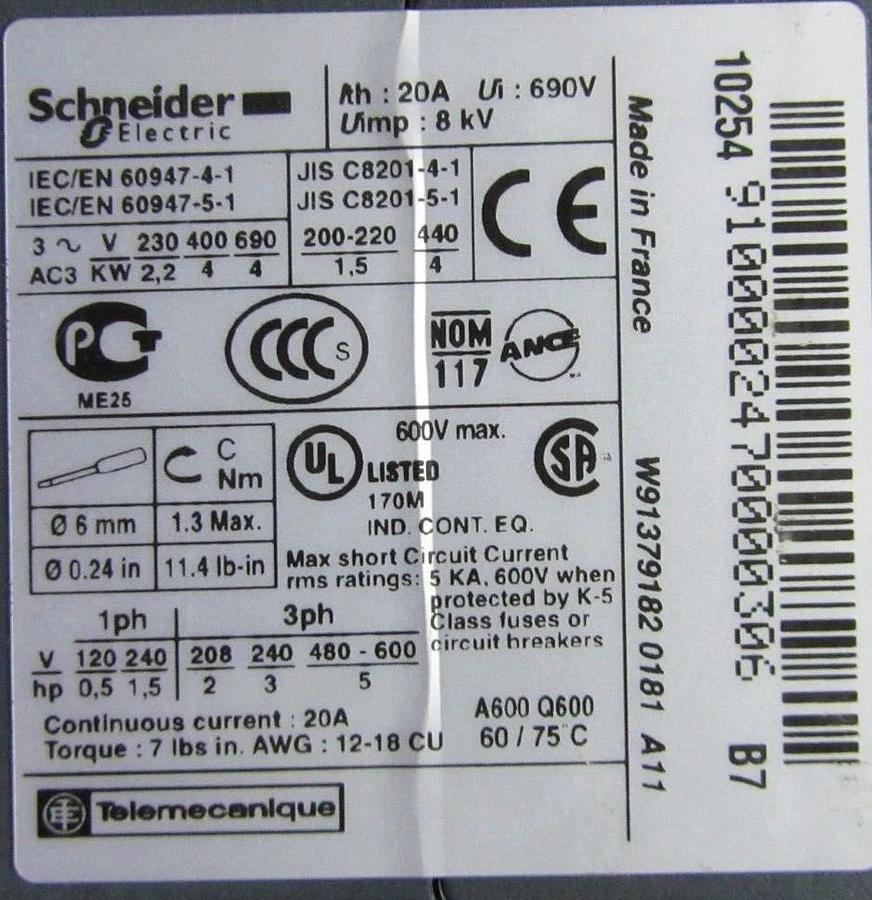 Schneider
Electric
Ith : 20A Ui : 690V
Uimp : 8 kV
IEC/EN 60947-4-1
IEC/EN 60947-5-1
JIS C8201-4-1
JIS C8201-5-1
3 ~ V 230 400 690
AC3 KW 2,2 4 4
200-220 440
1,5 4
CE
PCT
ME25
CCC S
NOM
117
ANCE
C
Nm
Ø 6 mm 1.3 Max.
Ø 0.24 in 11.4 lb-in
UL
LISTED
170M
600V max.
SA
IND. CONT. EQ.
Max short Circuit Current
rms ratings: 5 KA, 600V when
protected by K-5
Class fuses or
circuit breakers
1ph 3ph
V 120 240 208 240 480 - 600
hp 0,5 1,5 2 3 5
Continuous current : 20A
Torque : 7 lbs in. AWG : 12-18 CU
A600 Q600
60 / 75°C
Telemecanique
Made in France
W91379182 0181 A11
10254 91000024700000306 B7